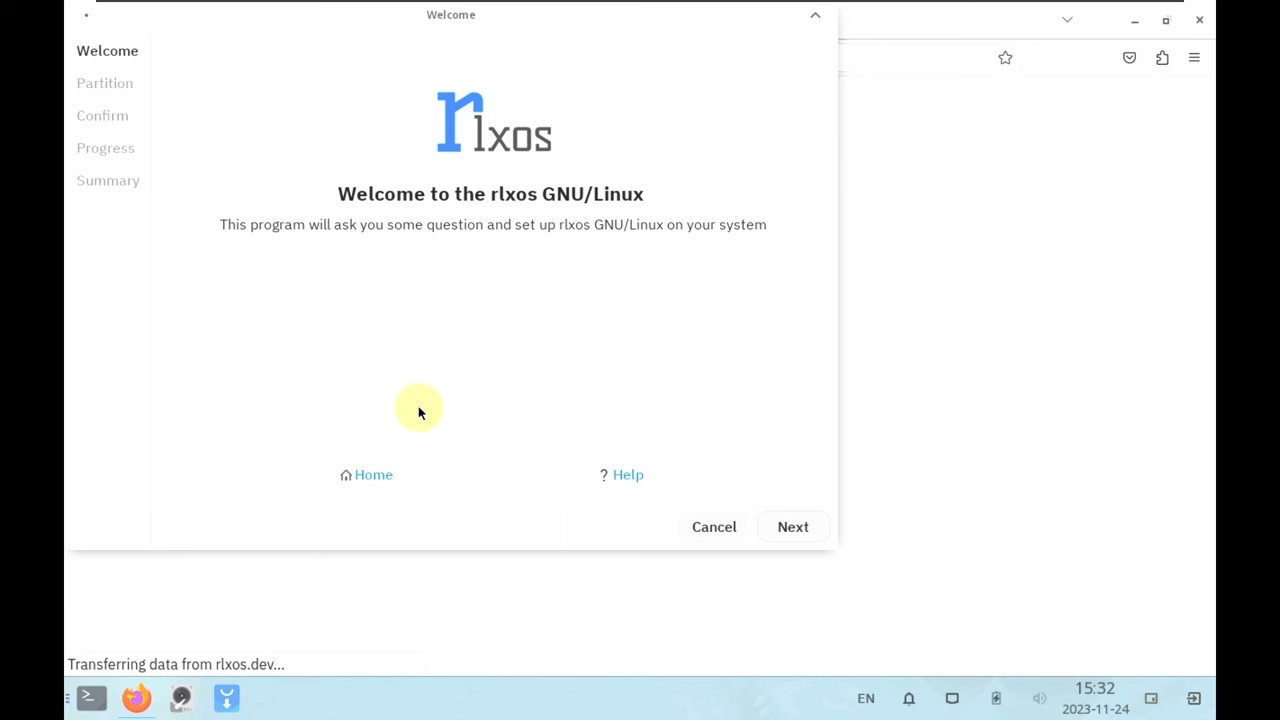 Welcome
Welcome
Partition
Confirm
Progress
Summary
rlxos
Welcome to the rlxos GNU/Linux
This program will ask you some question and set up rlxos GNU/Linux on your system
Home
? Help
Cancel
Next
Transferring data from rlxos.dev...
EN
15:32
2023-11-24